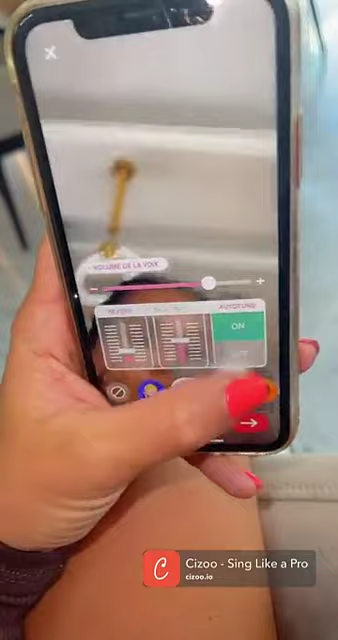 VOLUME DE LA VOIX
AUTOTUNE
ON
Cizoo - Sing Like a Pro
cizoo.io